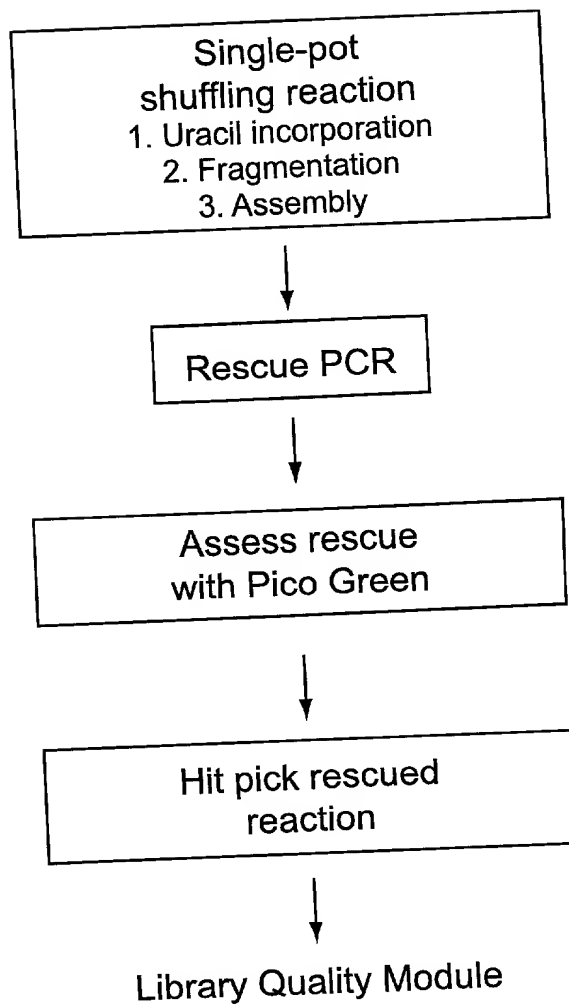 Single-pot
shuffling reaction
1. Uracil incorporation
2. Fragmentation
3. Assembly
Rescue PCR
Assess rescue
with Pico Green
Hit pick rescued
reaction
Library Quality Module